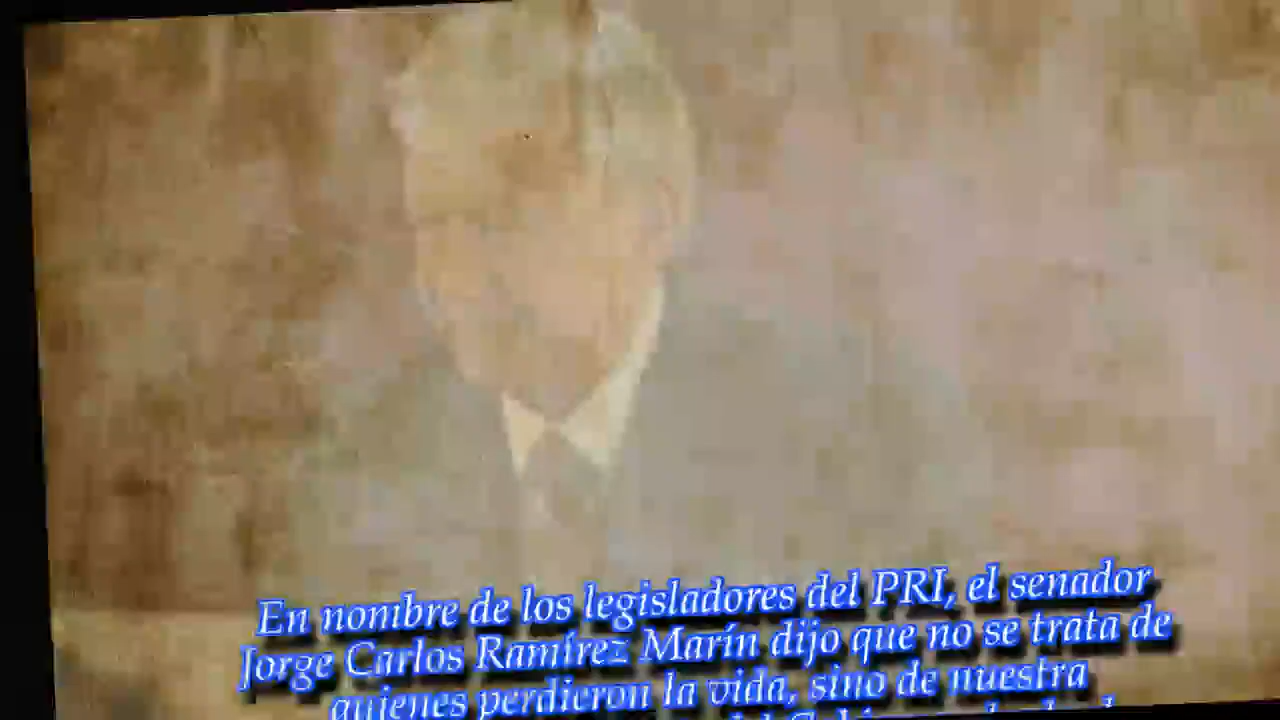 En nombre de los legisladores del PRI, el senador
Jorge Carlos Ramírez Marín dijo que no se trata de
quienes perdieron la vida, sino de nuestra